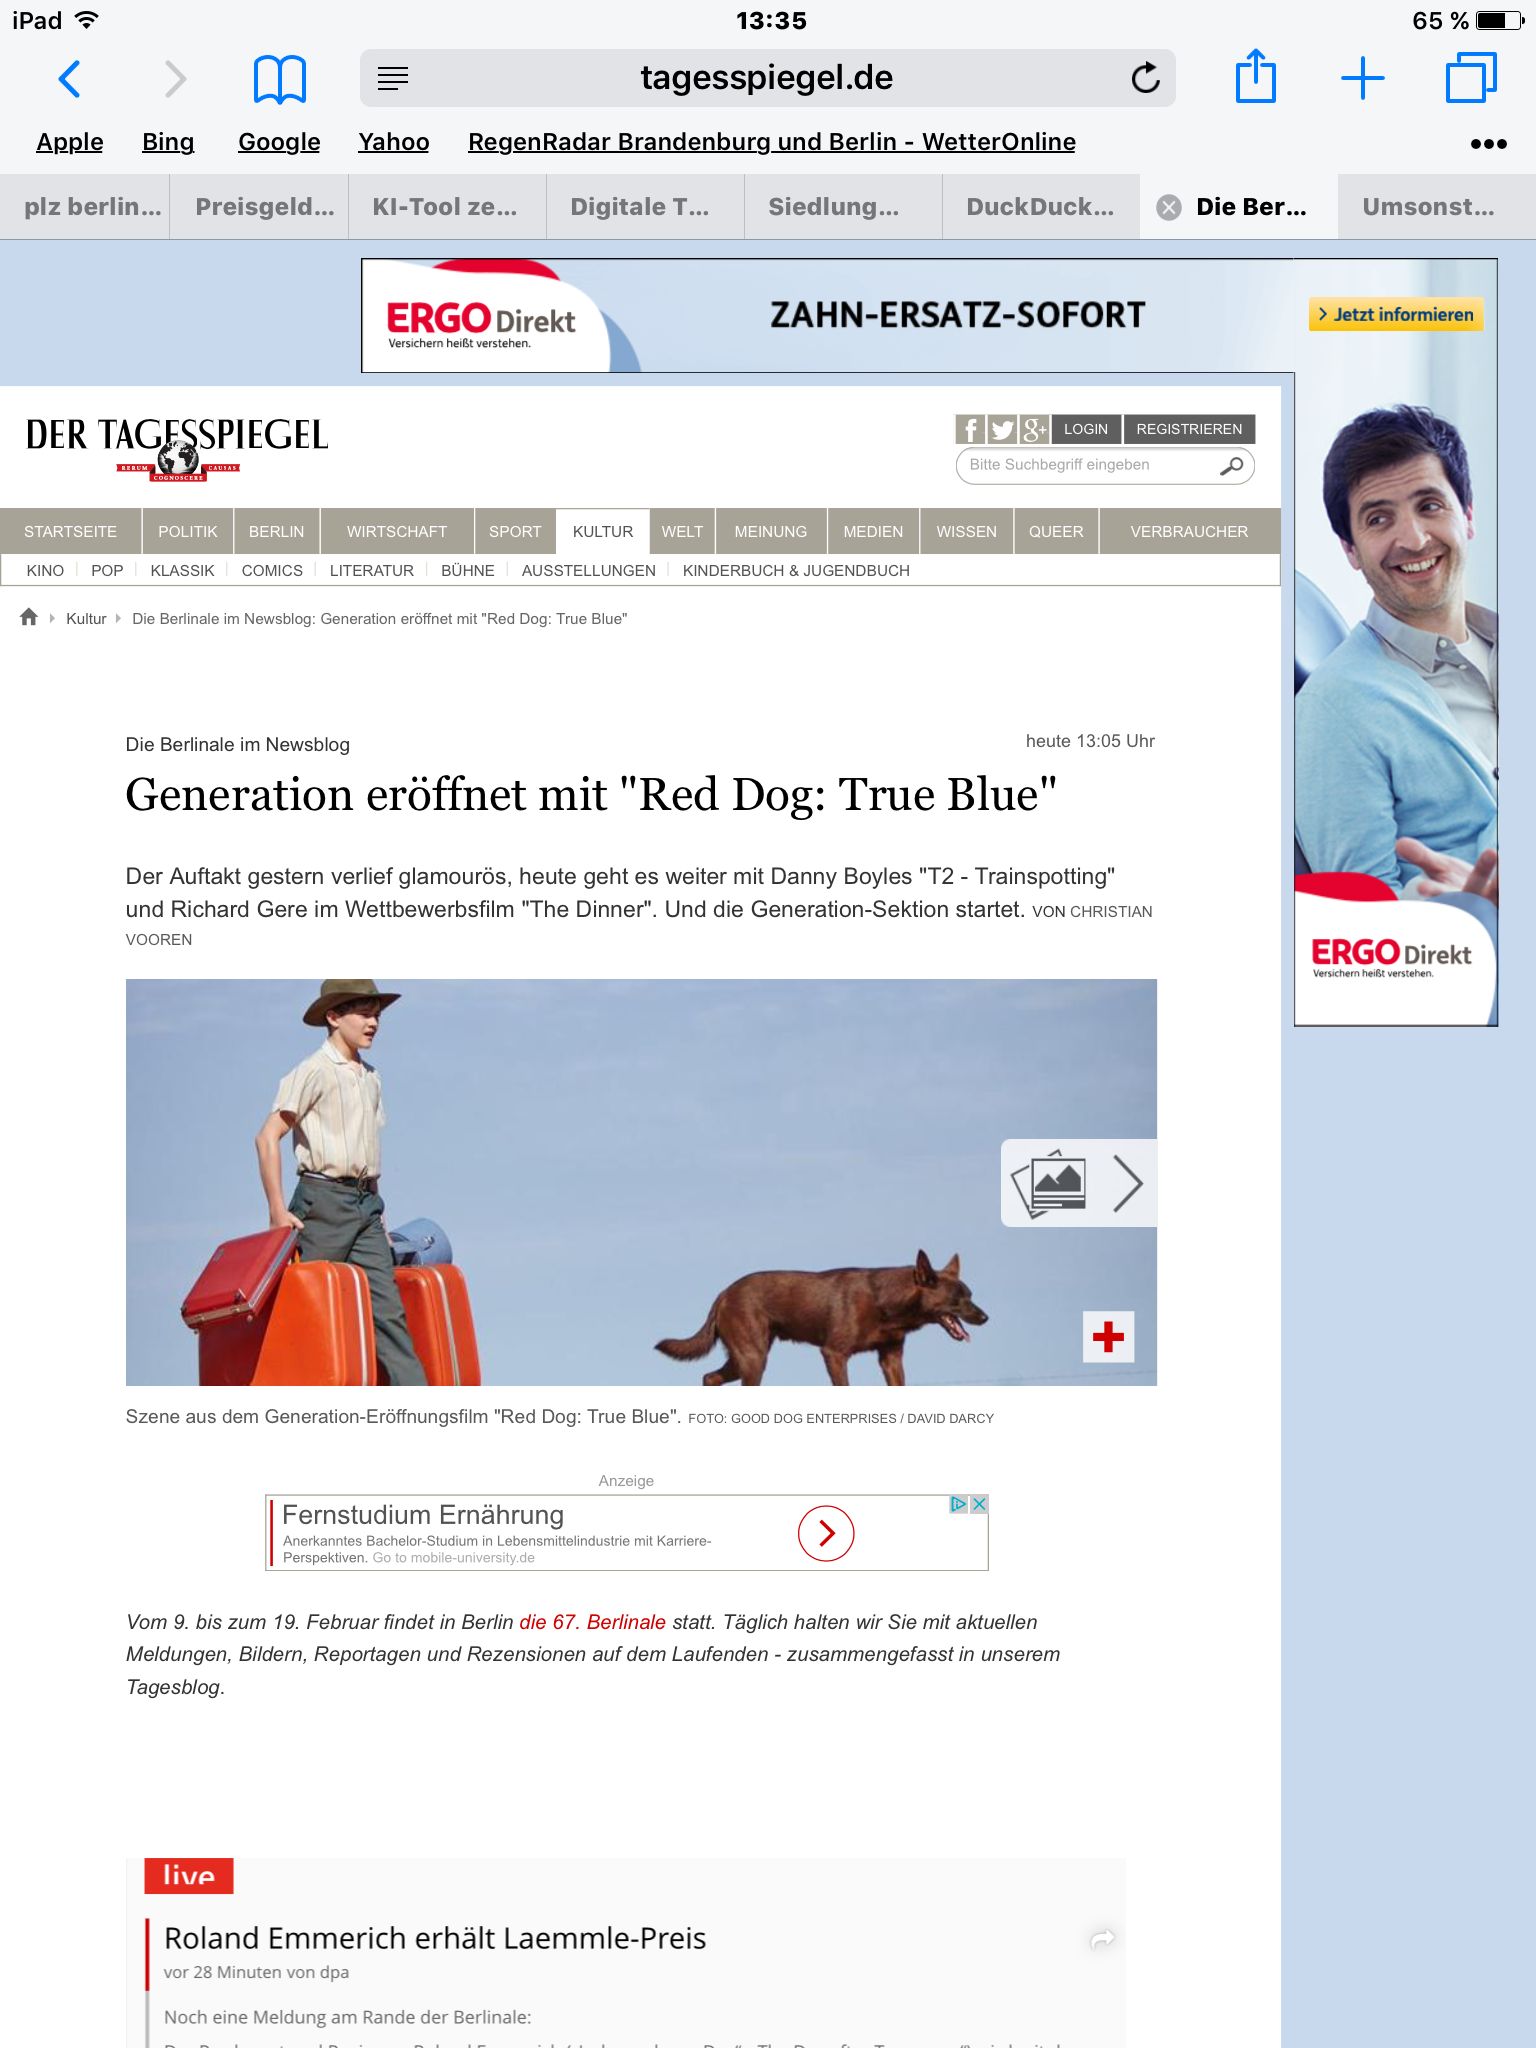 iPad 13:35 65 %
tagesspiegel.de
Apple Bing Google Yahoo RegenRadar Brandenburg und Berlin - WetterOnline
plz berlin... Preisgeld... KI-Tool ze... Digitale T... Siedlung... DuckDuck... Die Ber... Umsonst...
ERGO Direkt
Versichern heißt verstehen.
ZAHN-ERSATZ-SOFORT
> Jetzt informieren
DER TAGESSPIEGEL
RERUM CAUSAS
COGNOSCERE
LOGIN REGISTRIEREN
Bitte Suchbegriff eingeben
STARTSEITE POLITIK BERLIN WIRTSCHAFT SPORT KULTUR WELT MEINUNG MEDIEN WISSEN QUEER VERBRAUCHER
KINO POP KLASSIK COMICS LITERATUR BÜHNE AUSSTELLUNGEN KINDERBUCH & JUGENDBUCH
Kultur Die Berlinale im Newsblog: Generation eröffnet mit "Red Dog: True Blue"
Die Berlinale im Newsblog heute 13:05 Uhr
Generation eröffnet mit "Red Dog: True Blue"
Der Auftakt gestern verlief glamourös, heute geht es weiter mit Danny Boyles "T2 - Trainspotting"
und Richard Gere im Wettbewerbsfilm "The Dinner". Und die Generation-Sektion startet. VON CHRISTIAN
VOOREN
ERGO Direkt
Versichern heißt verstehen.
Szene aus dem Generation-Eröffnungsfilm "Red Dog: True Blue". FOTO: GOOD DOG ENTERPRISES / DAVID DARCY
Anzeige
Fernstudium Ernährung
Anerkanntes Bachelor-Studium in Lebensmittelindustrie mit Karriere-
Perspektiven. Go to mobile-university.de
Vom 9. bis zum 19. Februar findet in Berlin die 67. Berlinale statt. Täglich halten wir Sie mit aktuellen
Meldungen, Bildern, Reportagen und Rezensionen auf dem Laufenden - zusammengefasst in unserem
Tagesblog.
live
Roland Emmerich erhält Laemmle-Preis
vor 28 Minuten von dpa
Noch eine Meldung am Rande der Berlinale: